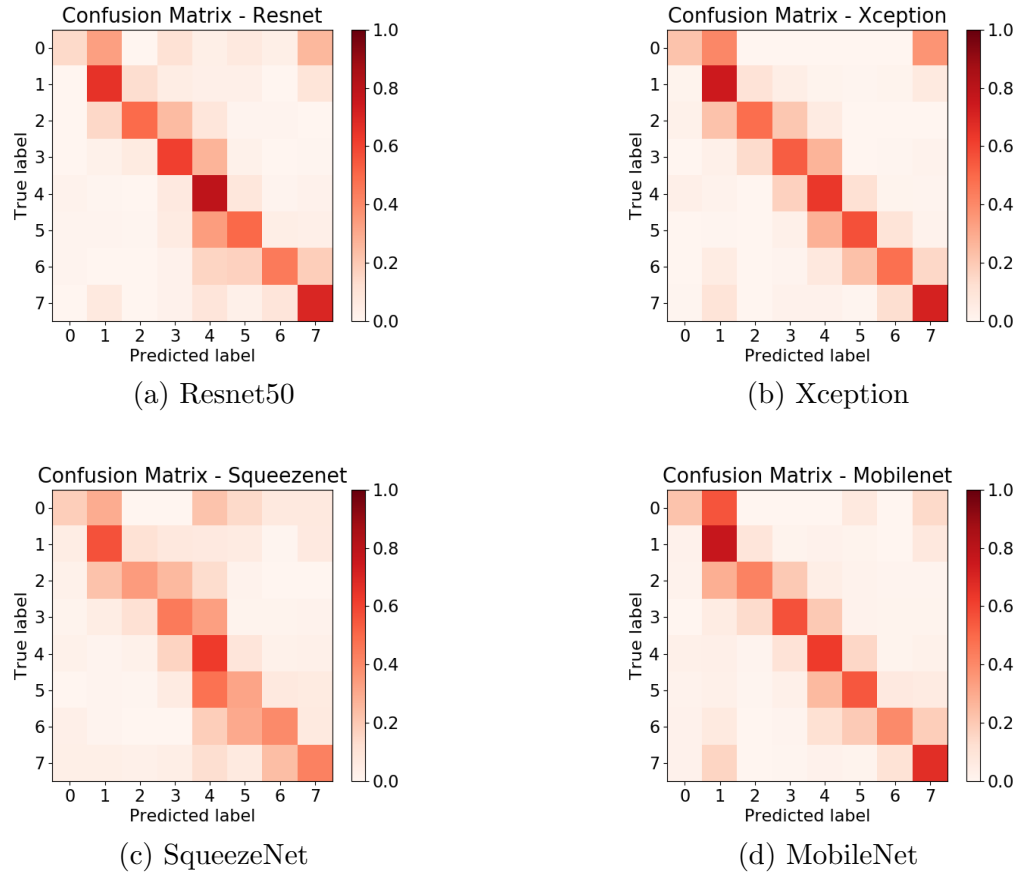 Confusion Matrix - Resnet
0
1
2
3
4
5
6
7
True label
0 1 2 3 4 5 6 7
Predicted label
1.0
0.8
0.6
0.4
0.2
0.0
(a) Resnet50
Confusion Matrix - Xception
0
1
2
3
4
5
6
7
True label
0 1 2 3 4 5 6 7
Predicted label
1.0
0.8
0.6
0.4
0.2
0.0
(b) Xception
Confusion Matrix - Squeezenet
0
1
2
3
4
5
6
7
True label
0 1 2 3 4 5 6 7
Predicted label
1.0
0.8
0.6
0.4
0.2
0.0
(c) SqueezeNet
Confusion Matrix - Mobilenet
0
1
2
3
4
5
6
7
True label
0 1 2 3 4 5 6 7
Predicted label
1.0
0.8
0.6
0.4
0.2
0.0
(d) MobileNet